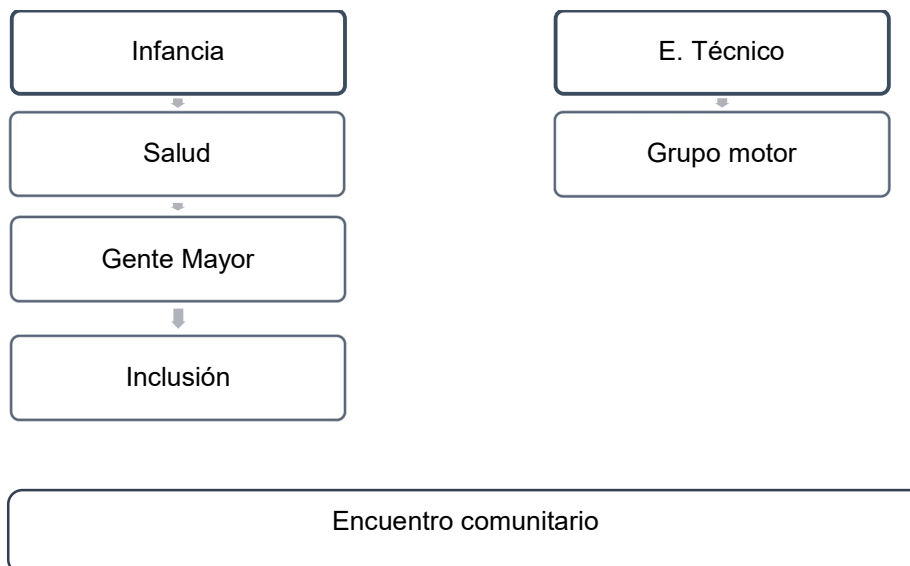 Infancia
Salud
Gente Mayor
Inclusión
E. Técnico
Grupo motor
Encuentro comunitario